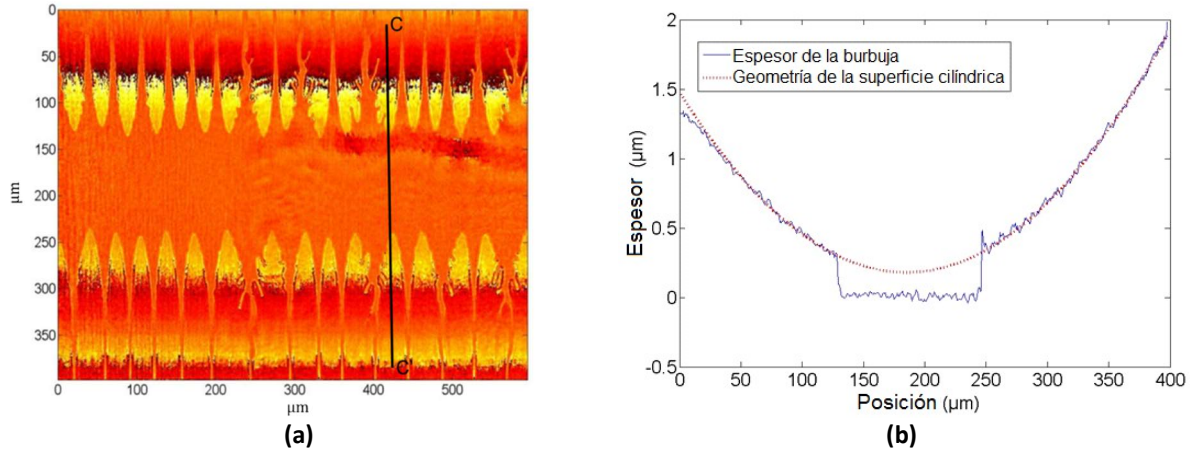 0
50
100
150
200
250
300
350
μm
0 100 200 300 400 500
μm
C
C'
(a)
2
1.5
1
0.5
0
-0.5
Espesor (μm)
Espesor de la burbuja
Geometría de la superficie cilíndrica
0 50 100 150 200 250 300 350 400
Posición (μm)
(b)